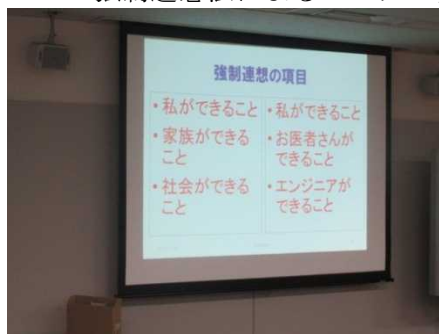 強制連想の項目
・私ができること
・家族ができる
こと
・社会ができる
こと
・私ができること
・お医者さんが
できること
・エンジニアが
できること